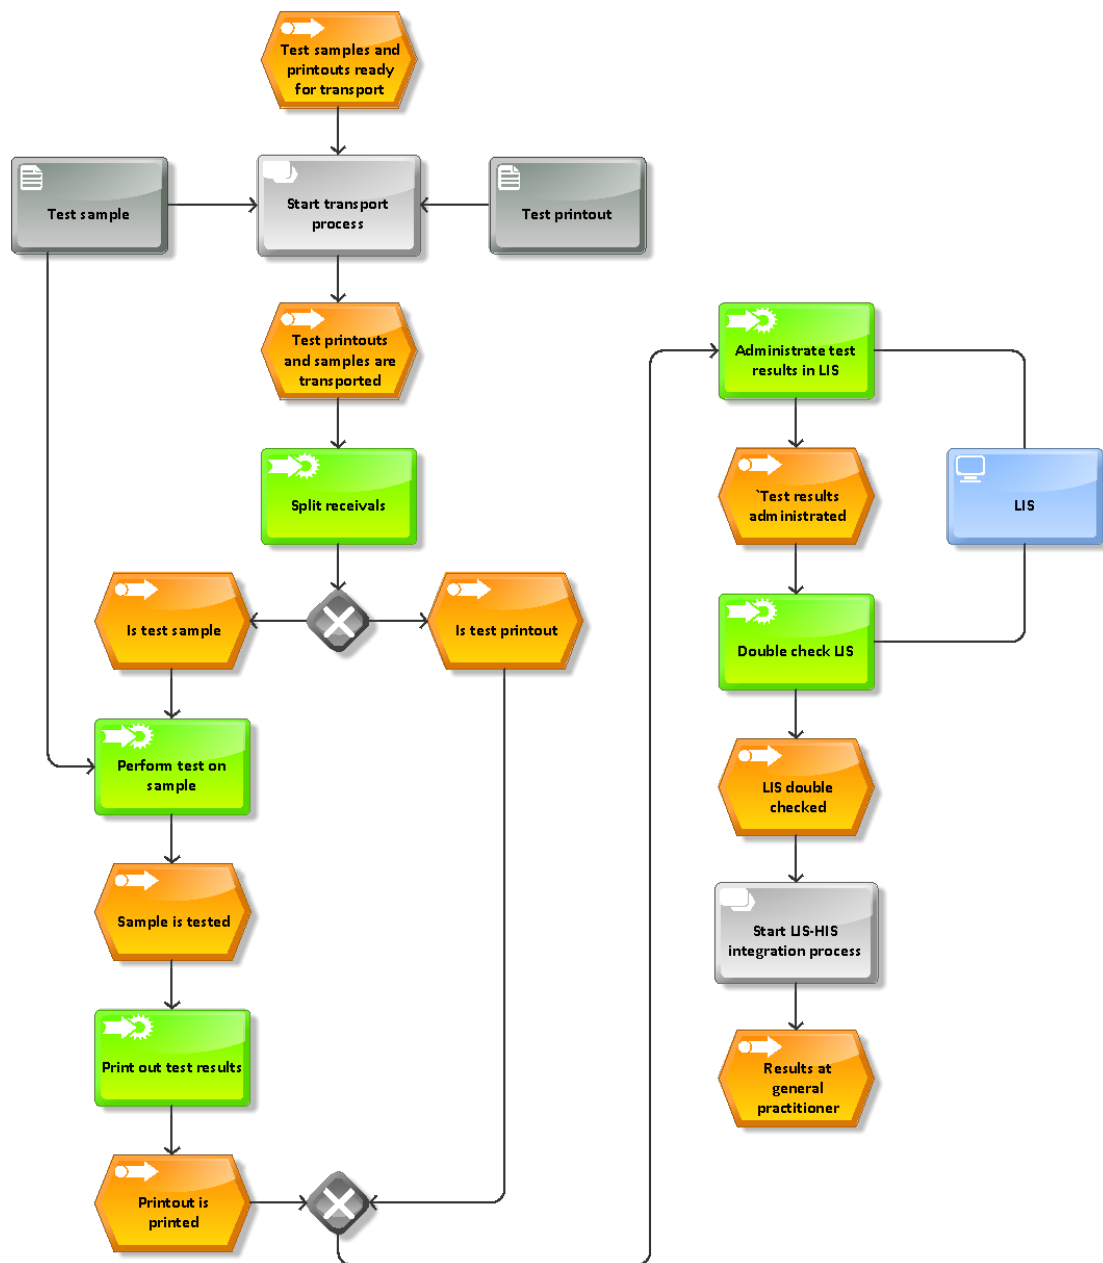 Test samples and
printouts ready
for transport
Test sample
Start transport
process
Test printout
Test printouts
and samples are
transported
Split receivals
Is test sample
Is test printout
Perform test on
sample
Sample is tested
Print out test results
Printout is
printed
Administrate test
results in LIS
`Test results
administrated
LIS
Double check LIS
LIS double
checked
Start LIS-HIS
integration process
Results at
general
practitioner